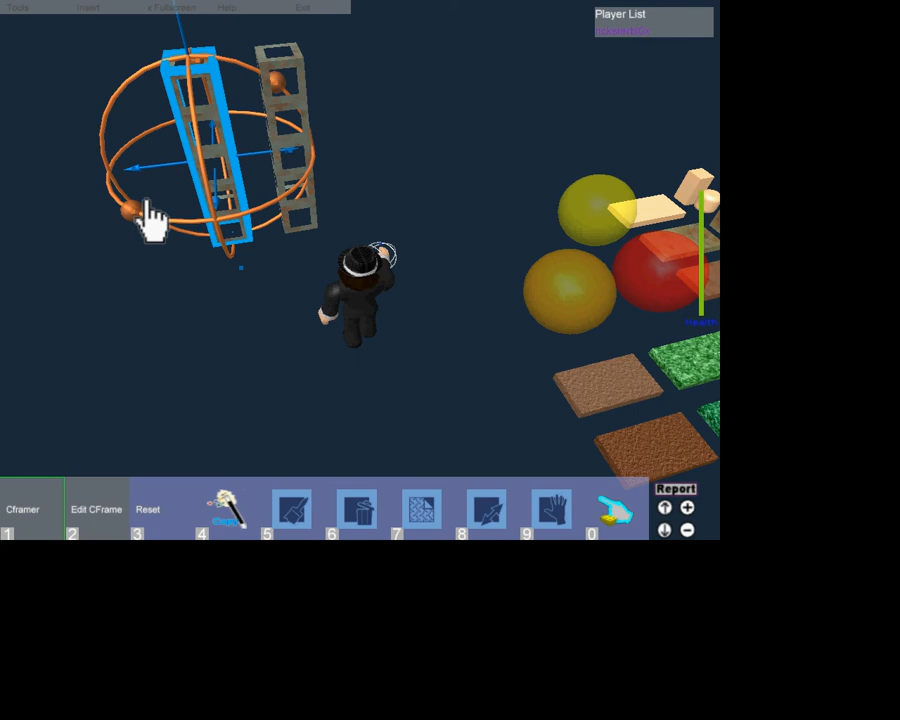 Tools Insert x Fullscreen Help Exit
Player List
Health
Cframer Edit CFrame Reset
Copy
Report
1 2 3 4 5 6 7 8 9 0